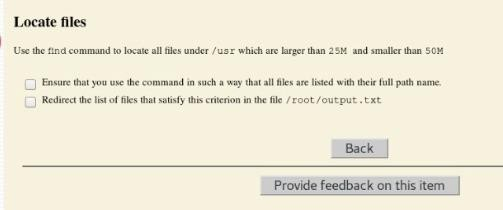 Locate files
Use the find command to locate all files under /usr which are larger than 25M and smaller than 50M
Ensure that you use the command in such a way that all files are listed with their full path name.
Redirect the list of files that satisfy this criterion in the file /root/output.txt
Back
Provide feedback on this item